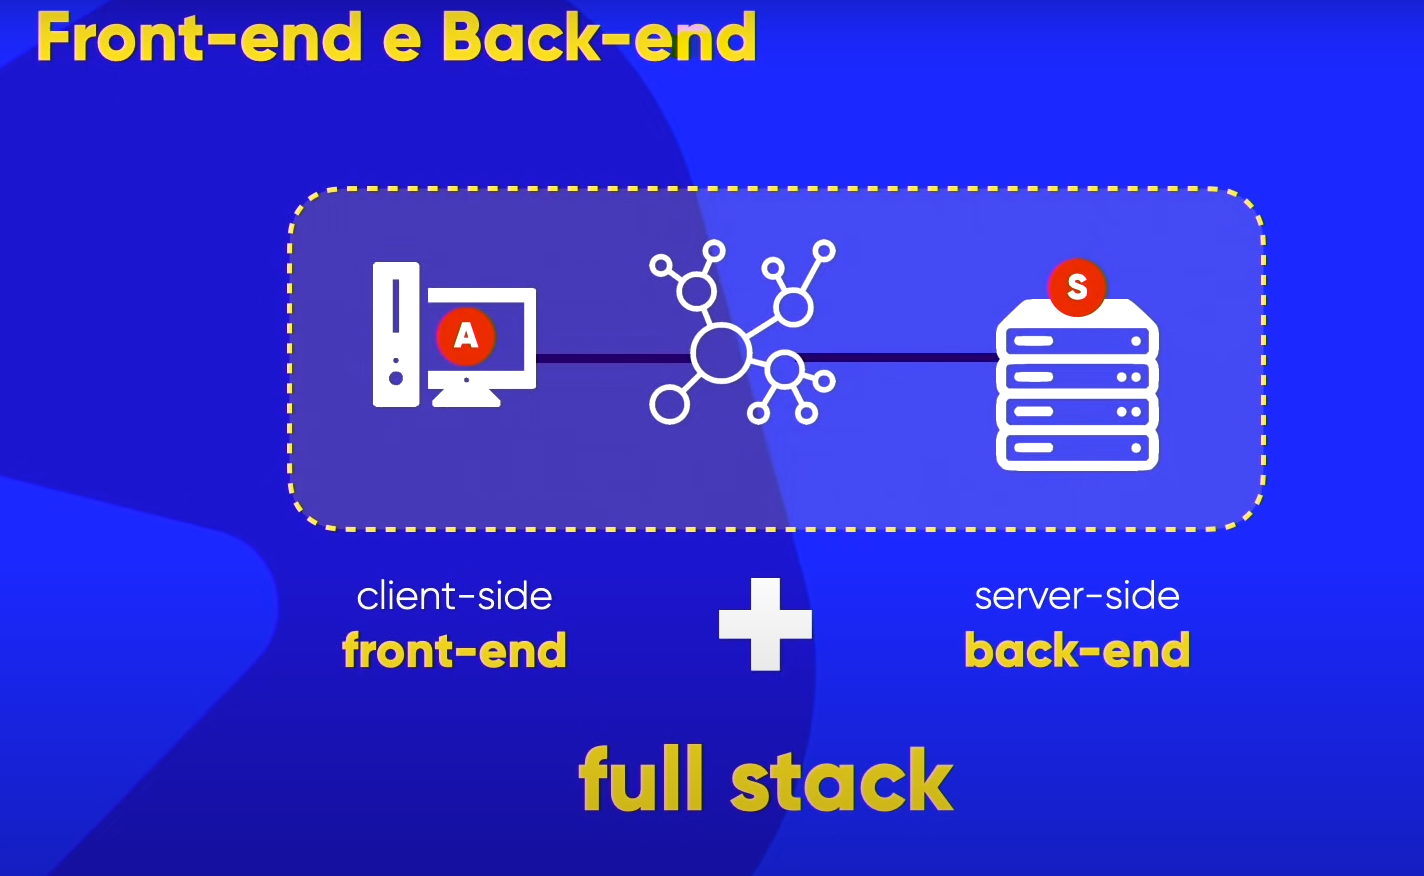 Front-end e Back-end
A
S
client-side
front-end
server-side
back-end
full stack